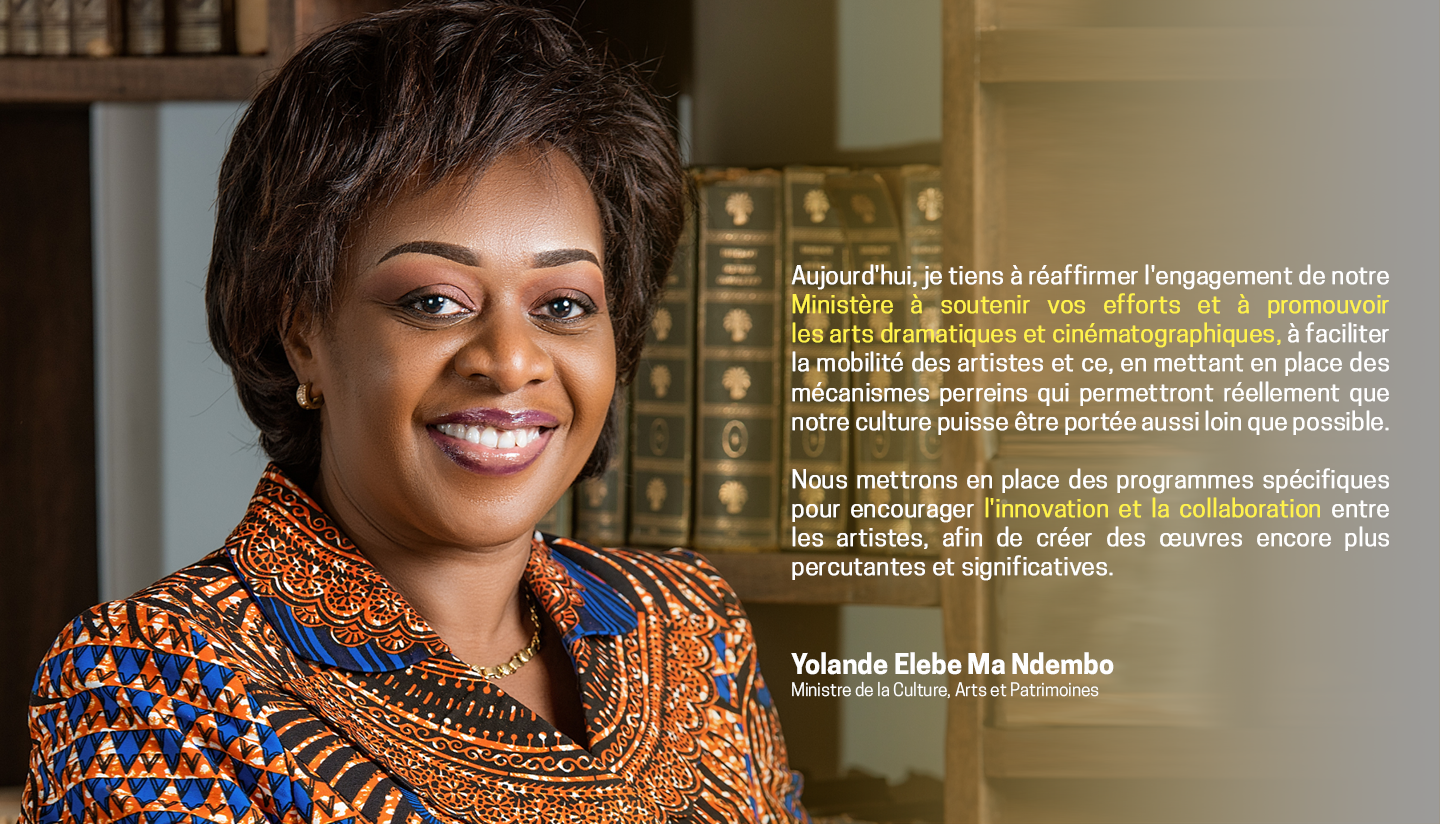 Aujourd'hui, je tiens à réaffirmer l'engagement de notre
Ministère à soutenir vos efforts et à promouvoir
les arts dramatiques et cinématographiques, à faciliter
la mobilité des artistes et ce, en mettant en place des
mécanismes perreins qui permettront réellement que
notre culture puisse être portée aussi loin que possible.
Nous mettrons en place des programmes spécifiques
pour encourager l'innovation et la collaboration entre
les artistes, afin de créer des œuvres encore plus
percutantes et significatives.
Yolande Elebe Ma Ndembo
Ministre de la Culture, Arts et Patrimoines